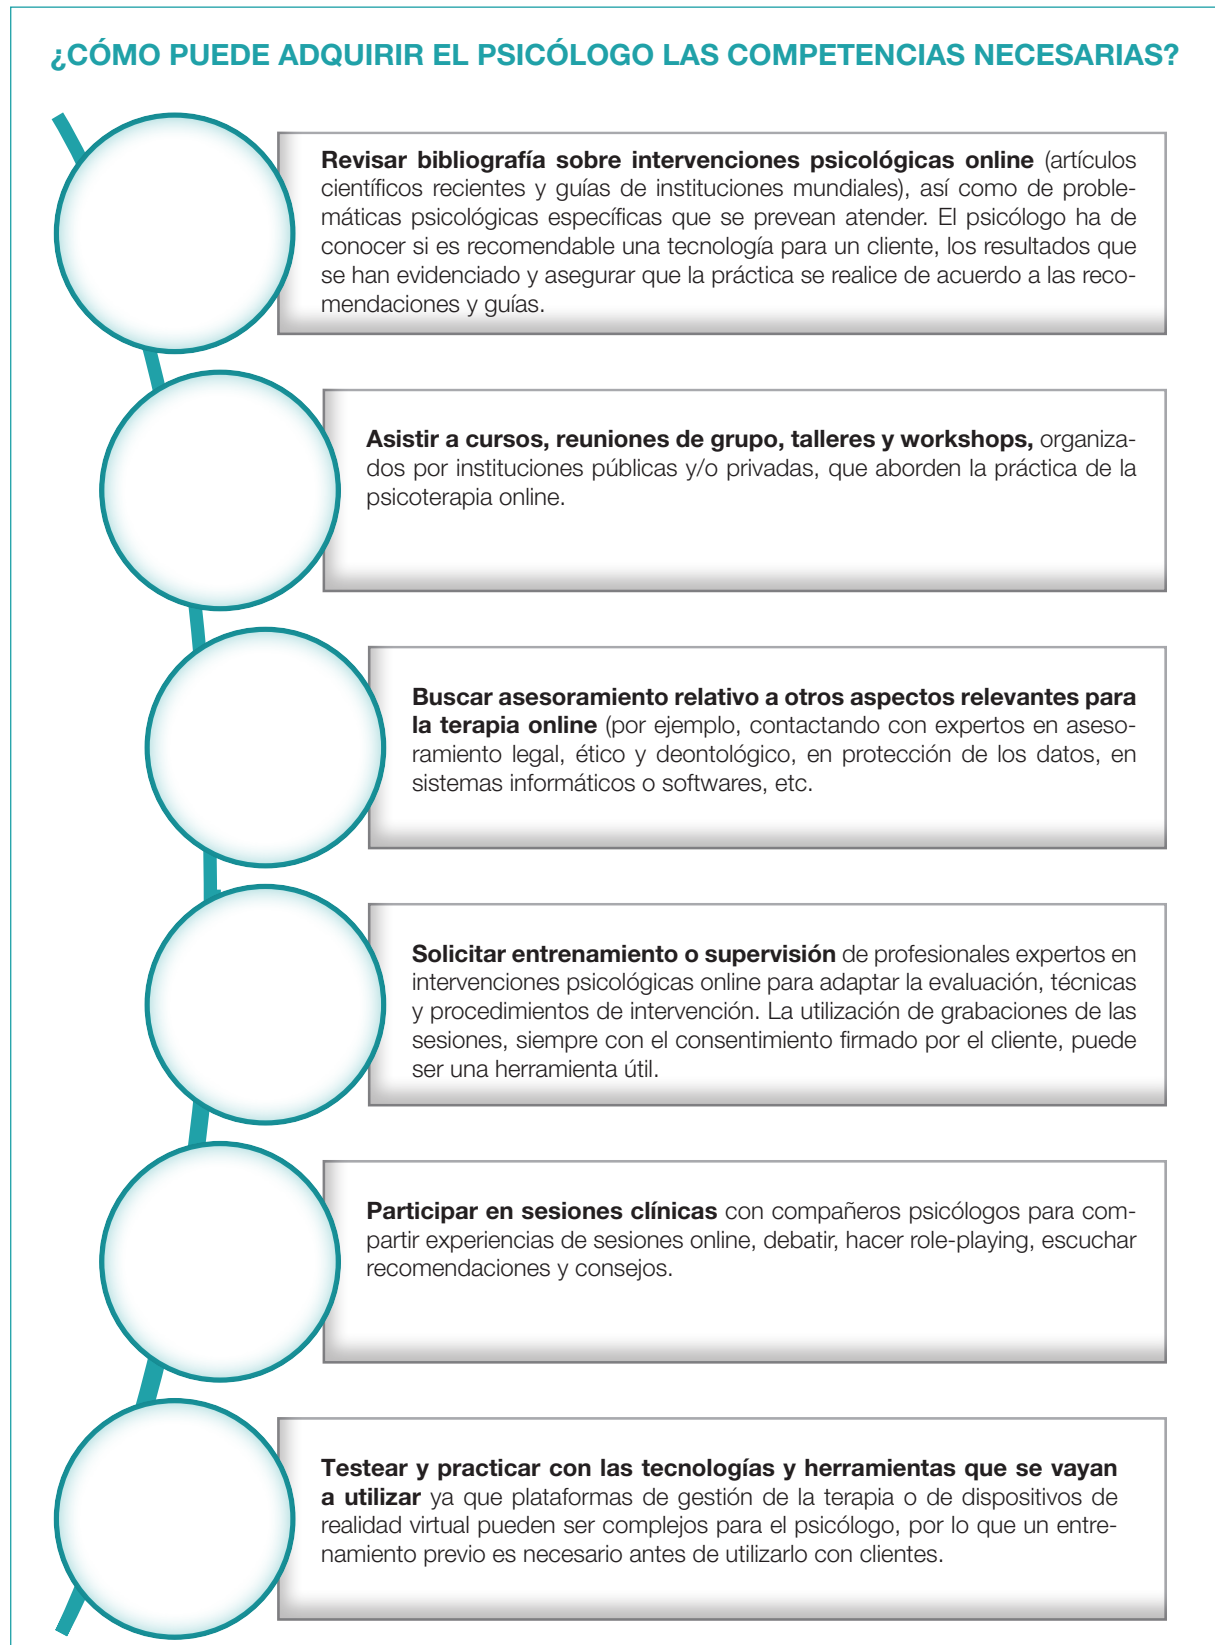 ¿CÓMO PUEDE ADQUIRIR EL PSICÓLOGO LAS COMPETENCIAS NECESARIAS?
Revisar bibliografía sobre intervenciones psicológicas online (artículos
científicos recientes y guías de instituciones mundiales), así como de proble-
máticas psicológicas específicas que se prevean atender. El psicólogo ha de
conocer si es recomendable una tecnología para un cliente, los resultados que
se han evidenciado y asegurar que la práctica se realice de acuerdo a las reco-
mendaciones y guías.
Asistir a cursos, reuniones de grupo, talleres y workshops, organiza-
dos por instituciones públicas y/o privadas, que aborden la práctica de la
psicoterapia online.
Buscar asesoramiento relativo a otros aspectos relevantes para
la terapia online (por ejemplo, contactando con expertos en aseso-
ramiento legal, ético y deontológico, en protección de los datos, en
sistemas informáticos o softwares, etc.
Solicitar entrenamiento o supervisión de profesionales expertos en
intervenciones psicológicas online para adaptar la evaluación, técnicas
y procedimientos de intervención. La utilización de grabaciones de las
sesiones, siempre con el consentimiento firmado por el cliente, puede
ser una herramienta útil.
Participar en sesiones clínicas con compañeros psicólogos para com-
partir experiencias de sesiones online, debatir, hacer role-playing, escuchar
recomendaciones y consejos.
Testear y practicar con las tecnologías y herramientas que se vayan
a utilizar ya que plataformas de gestión de la terapia o de dispositivos de
realidad virtual pueden ser complejos para el psicólogo, por lo que un entre-
namiento previo es necesario antes de utilizarlo con clientes.